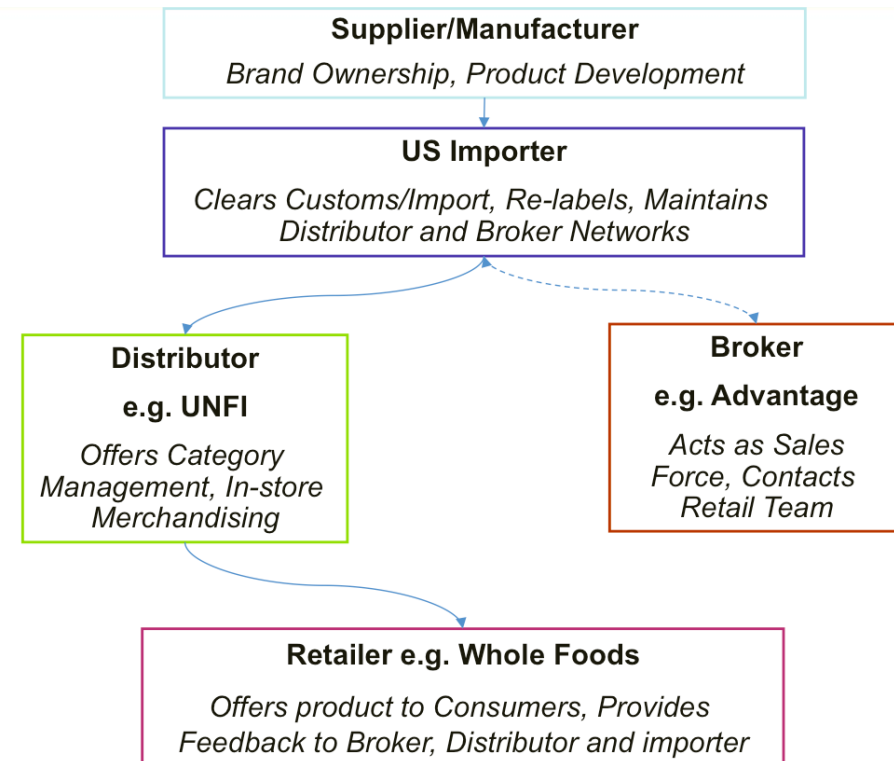 Supplier/Manufacturer
Brand Ownership, Product Development
US Importer
Clears Customs/Import, Re-labels, Maintains
Distributor and Broker Networks
Distributor
e.g. UNFI
Offers Category
Management, In-store
Merchandising
Broker
e.g. Advantage
Acts as Sales
Force, Contacts
Retail Team
Retailer e.g. Whole Foods
Offers product to Consumers, Provides
Feedback to Broker, Distributor and importer